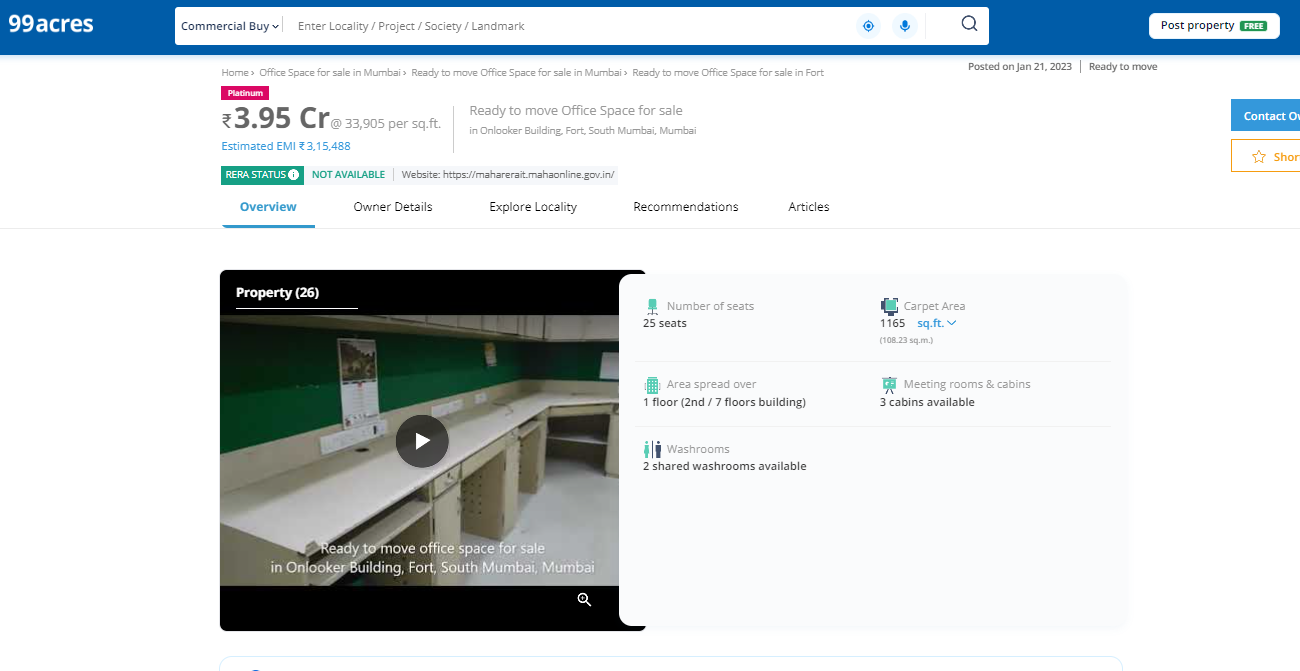 99acres
Commercial Buy
Enter Locality / Project / Society / Landmark
Post property FREE
Home › Office Space for sale in Mumbai › Ready to move Office Space for sale in Mumbai › Ready to move Office Space for sale in Fort
Posted on Jan 21, 2023 | Ready to move
Platinum
₹3.95 Cr @ 33,905 per sq.ft.
Estimated EMI ₹ 3,15,488
Ready to move Office Space for sale
in Onlooker Building, Fort, South Mumbai, Mumbai
Contact Ow
Shor
RERA STATUS NOT AVAILABLE Website: https://maharerait.mahaonline.gov.in/
Overview
Owner Details
Explore Locality
Recommendations
Articles
Property (26)
Ready to move office space for sale
in Onlooker Building, Fort, South Mumbai, Mumbai
Number of seats
25 seats
Carpet Area
1165 sq.ft.
(108.23 sq.m.)
Area spread over
1 floor (2nd / 7 floors building)
Meeting rooms & cabins
3 cabins available
Washrooms
2 shared washrooms available